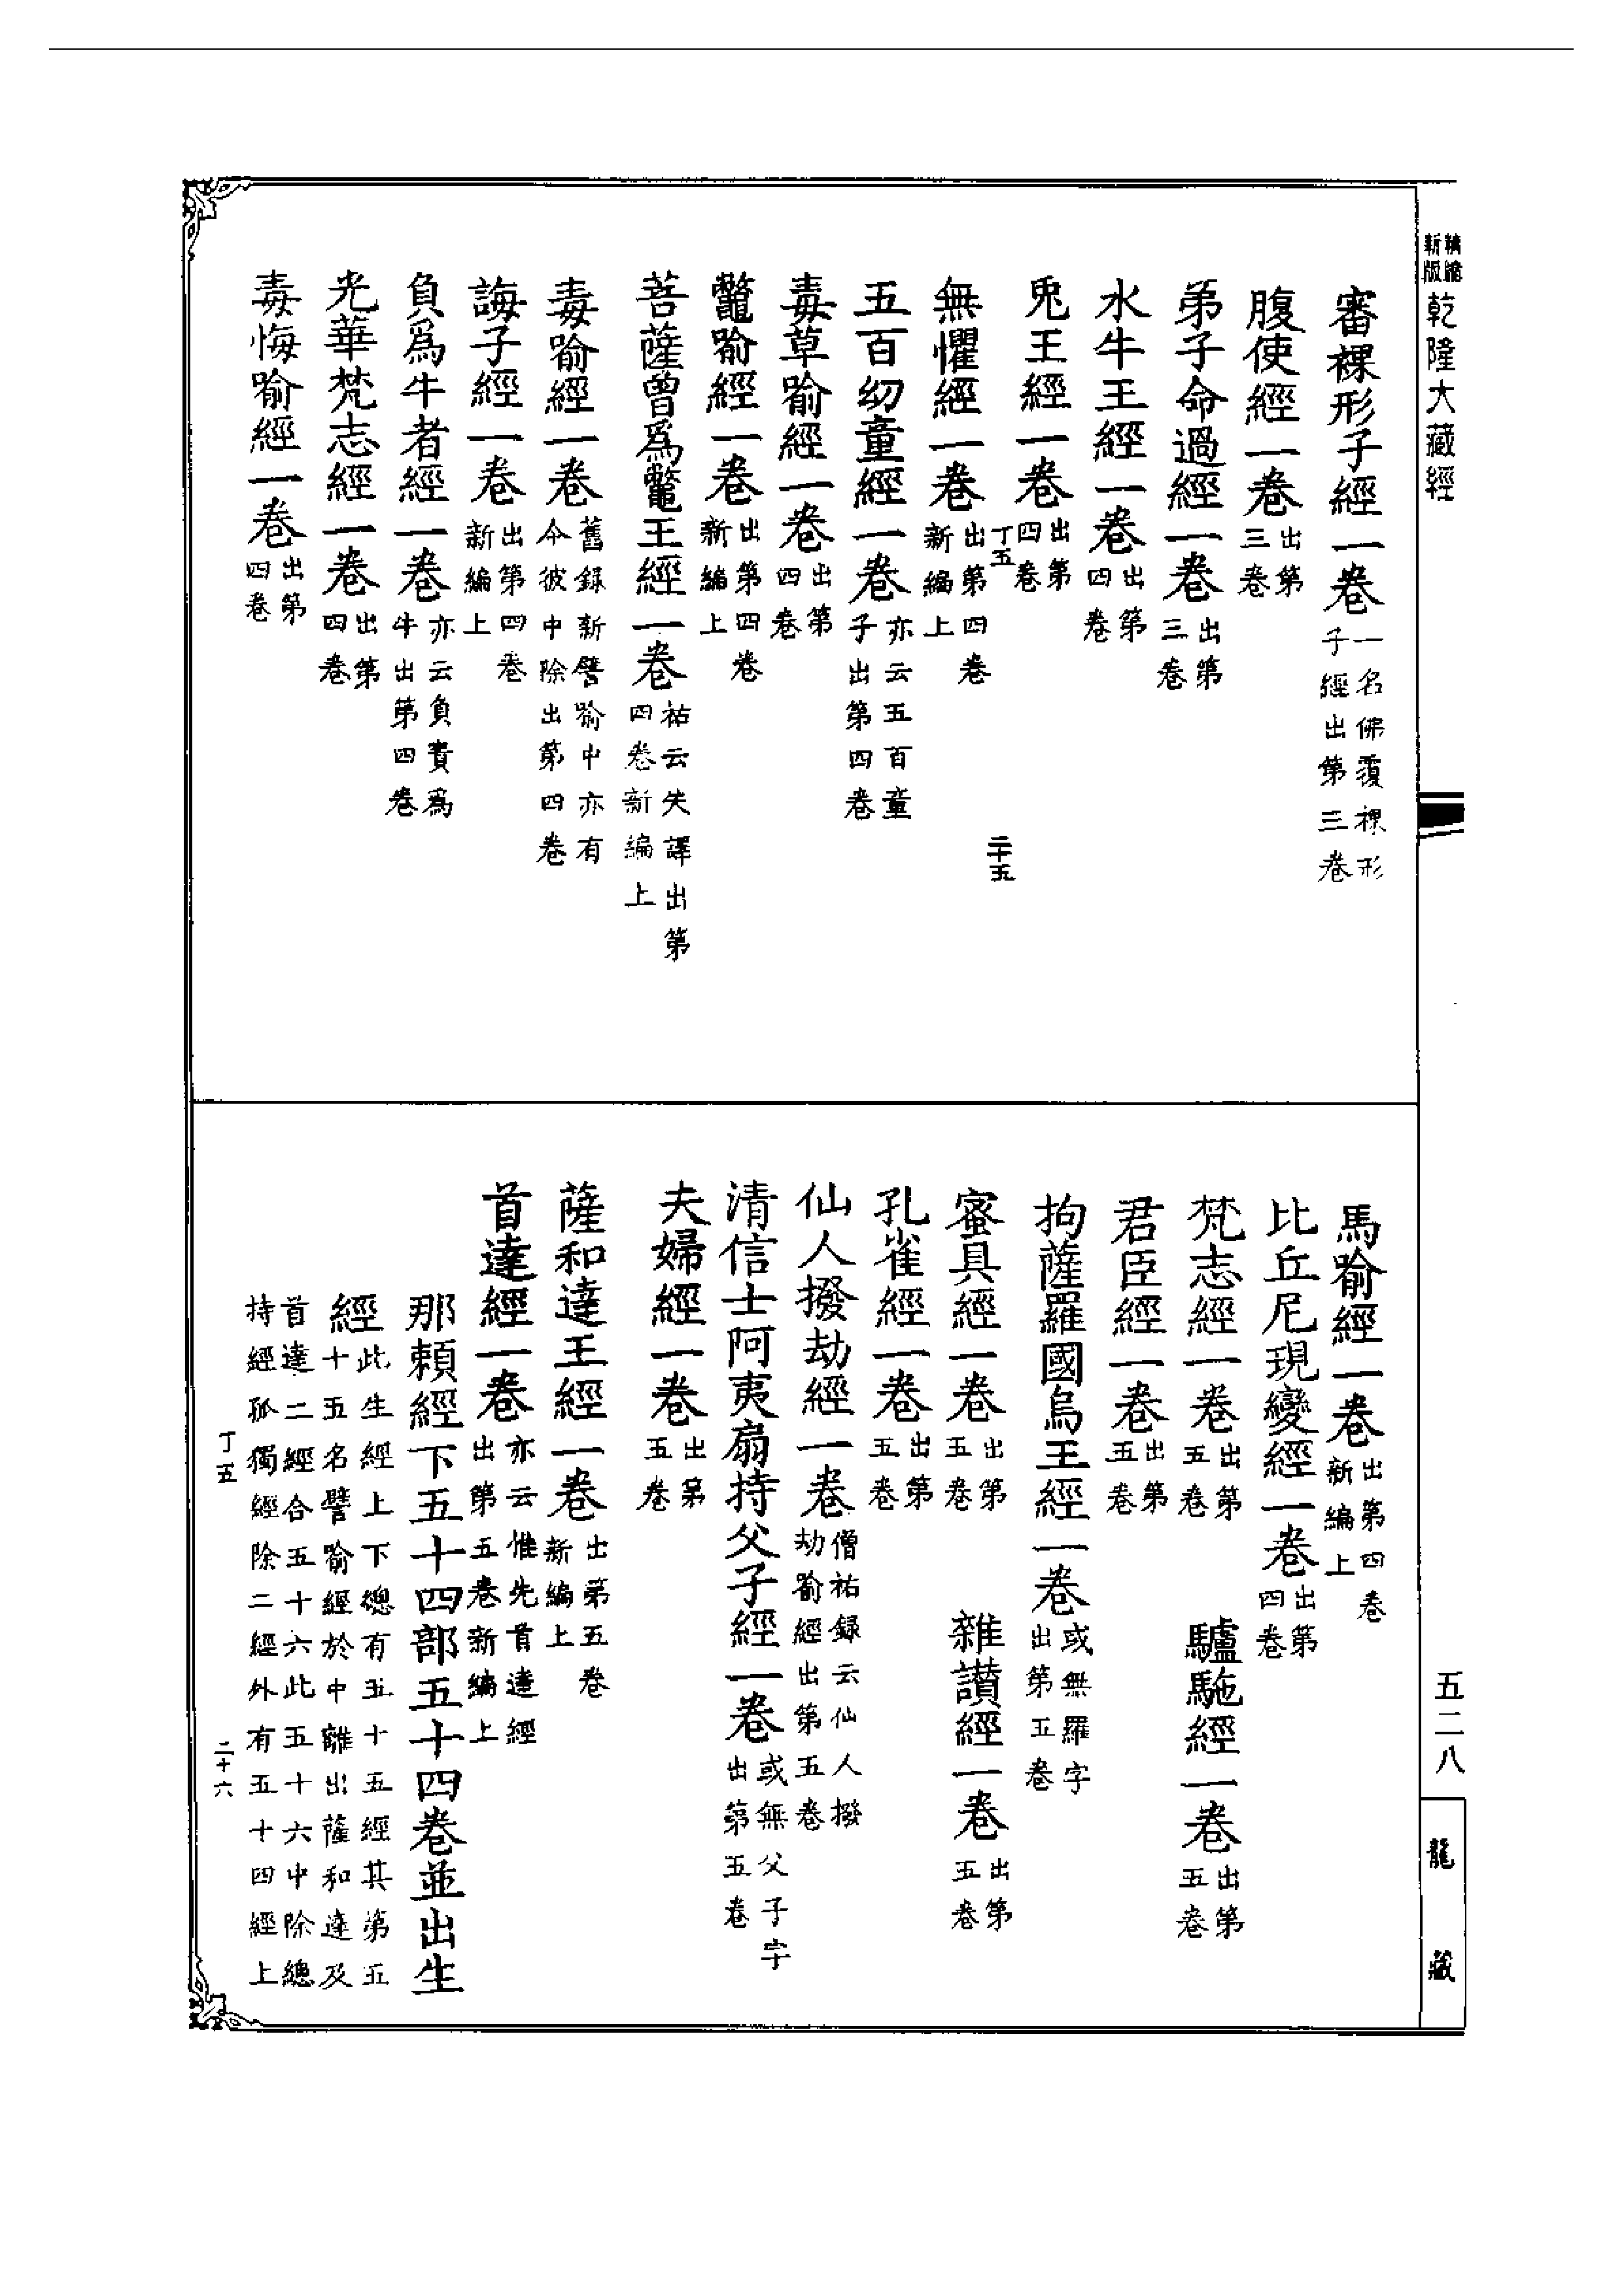 新版
精縮
乾隆大藏經
審裸形子經一卷一名佛覆裸形子經出第三卷
腹使經一卷出第三卷
弟子命過經一卷出第三卷
水牛王經一卷出第四卷
兎王經一卷出第四卷
丁五 二十五
無懼經一卷出第四卷新編上
五百幼童經一卷亦云五百童子出第四卷
毒草喻經一卷出第四卷
鼈喻經一卷出第四卷新編上
菩薩曾爲鼈王經一卷祐云失譯出第四卷新編上
毒喻經一卷舊録新譬喻中亦有今彼中除出第四卷
誨子經一卷出第四卷新編上
負爲牛者經一卷亦云負責爲牛出第四卷
光華梵志經一卷出第四卷
毒悔喻經一卷出第四卷
五二八
龍藏
馬喻經一卷出第四卷新編上
比丘尼現變經一卷出第四卷
梵志經一卷出第五卷 驢駞經一卷出第五卷
君臣經一卷出第五卷
拘薩羅國烏王經一卷或無羅字出第五卷
蜜具經一卷出第五卷 雜讃經一卷出第五卷
孔雀經一卷出第五卷
仙人撥劫經一卷僧祐録云仙人撥劫喻經出第五卷
清信士阿夷扇持父子經一卷或無父子字出第五卷
夫婦經一卷出第五卷
薩和達王經一卷出第五卷新編上
首達經一卷亦云惟先首達經出第五卷新編上
那頼經下五十四部五十四卷並出生
經此生經上下總有五十五經其第五十五名譬喻經於中離出薩和達及
首達二經合五十六此五十六中除總持經孤獨經除二經外有五十四經上
丁五 二十六